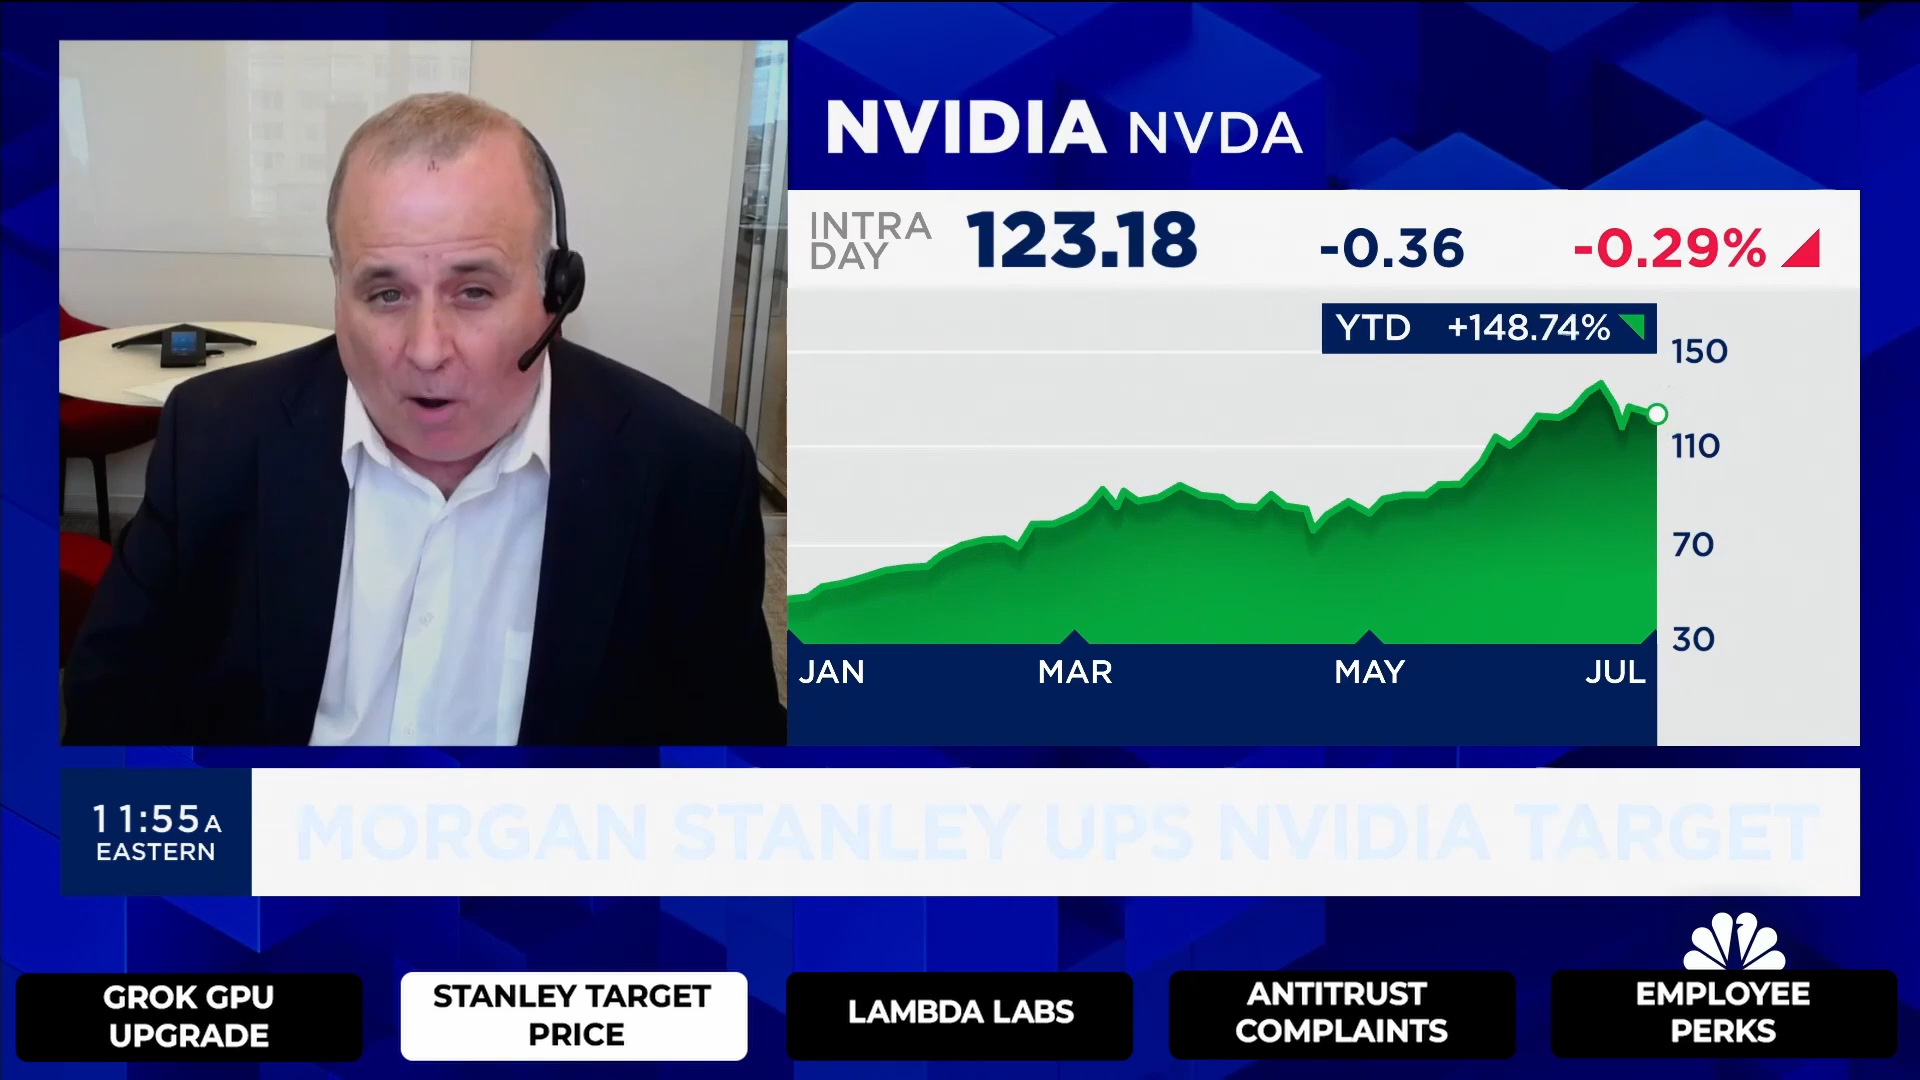 NVIDIA NVDA
INTRA
DAY
123.18 -0.36 -0.29%
YTD +148.74%
150
110
70
30
JAN MAR MAY JUL
11:55A
EASTERN
MORGAN STANLEY UPS NVIDIA TARGET
GROK GPU
UPGRADE
STANLEY TARGET
PRICE
LAMBDA LABS
ANTITRUST
COMPLAINTS
EMPLOYEE
PERKS